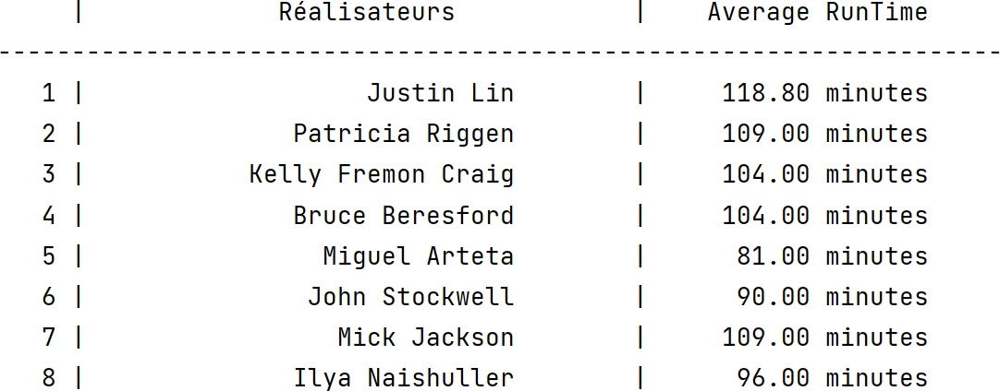 | Réalisateurs | Average RunTime
--------------------------------------------------------------------
1 | Justin Lin | 118.80 minutes
2 | Patricia Riggen | 109.00 minutes
3 | Kelly Fremon Craig | 104.00 minutes
4 | Bruce Beresford | 104.00 minutes
5 | Miguel Arteta | 81.00 minutes
6 | John Stockwell | 90.00 minutes
7 | Mick Jackson | 109.00 minutes
8 | Ilya Naishuller | 96.00 minutes